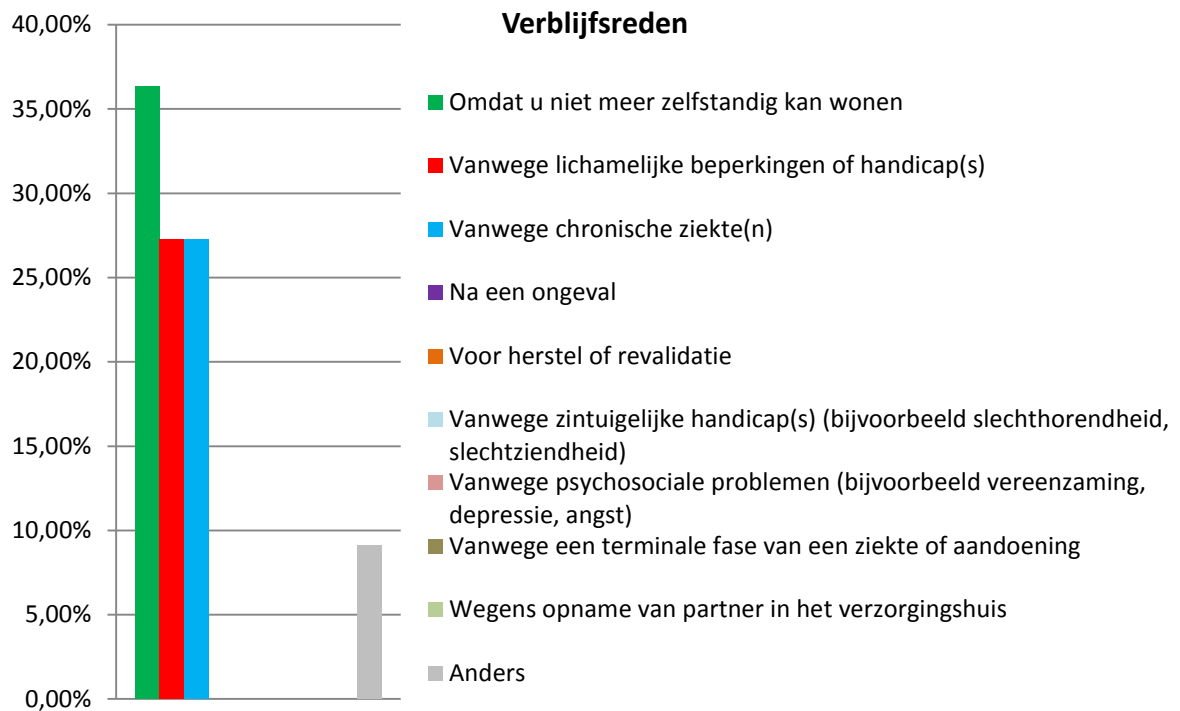 Verblijfsreden
40,00%
35,00%
30,00%
25,00%
20,00%
15,00%
10,00%
5,00%
0,00%
Omdat u niet meer zelfstandig kan wonen
Vanwege lichamelijke beperkingen of handicap(s)
Vanwege chronische ziekte(n)
Na een ongeval
Voor herstel of revalidatie
Vanwege zintuigelijke handicap(s) (bijvoorbeeld slechthorendheid,
slechtziendheid)
Vanwege psychosociale problemen (bijvoorbeeld vereenzaming,
depressie, angst)
Vanwege een terminale fase van een ziekte of aandoening
Wegens opname van partner in het verzorgingshuis
Anders